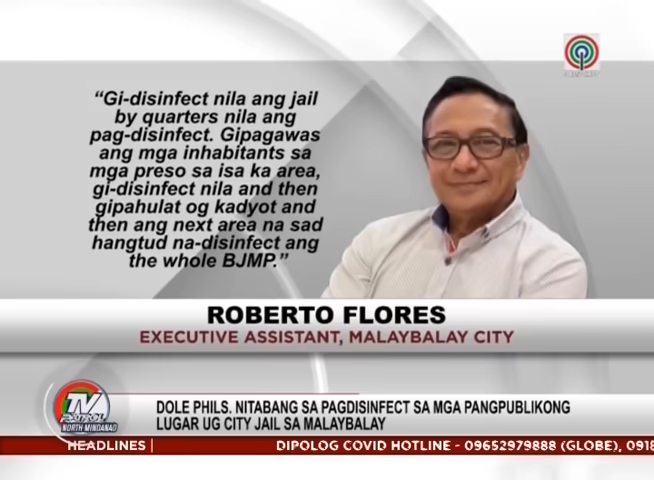 “Gi-disinfect nila ang jail
by quarters nila ang
pag-disinfect. Gipagawas
ang mga inhabitants sa
mga preso sa isa ka area,
gi-disinfect nila and then
gipahulat og kadyot and
then ang next area na sad
hangtud na-disinfect ang
the whole BJMP.”
ROBERTO FLORES
EXECUTIVE ASSISTANT, MALAYBALAY CITY
TV
PATROL
NORTH MINDANAO
DOLE PHILS. NITABANG SA PAGDISINFECT SA MGA PANGPUBLIKONG
LUGAR UG CITY JAIL SA MALAYBALAY
HEADLINES | DIPOLOG COVID HOTLINE - 09652979888 (GLOBE), 0918